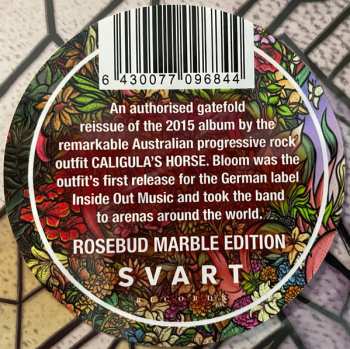 6 430077 096844
An authorised gatefold
reissue of the 2015 album by the
remarkable Australian progressive rock
outfit CALIGULA'S HORSE. Bloom was the
outfit's first release for the German label
Inside Out Music and took the band
to arenas around the world.
ROSEBUD MARBLE EDITION
SVART
RECORDS